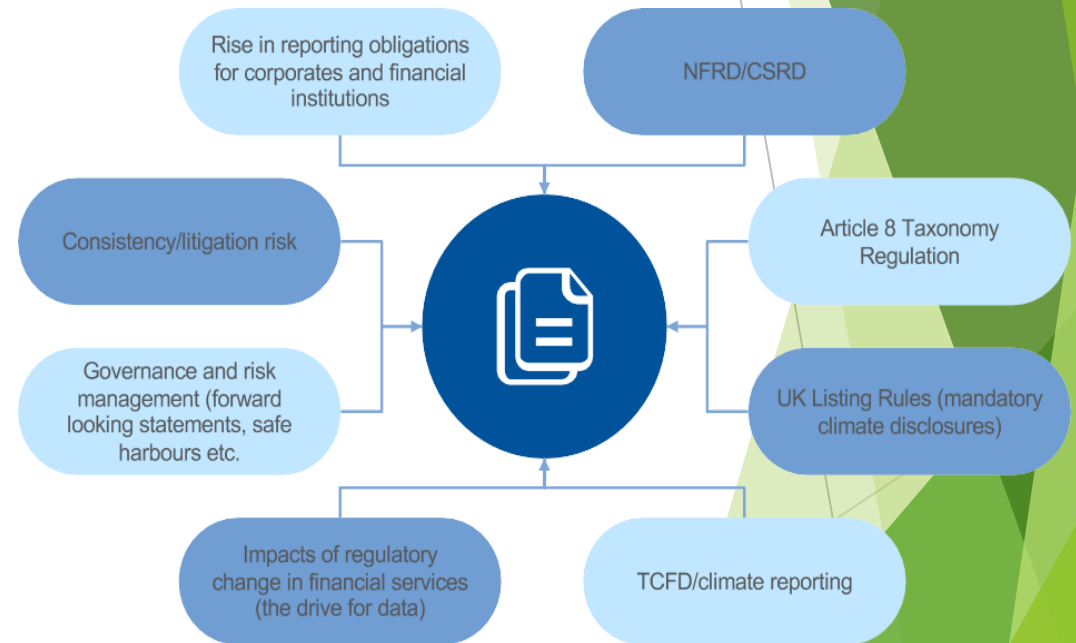 Rise in reporting obligations
for corporates and financial
institutions
NFRD/CSRD
Consistency/litigation risk
Article 8 Taxonomy
Regulation
Governance and risk
management (forward
looking statements, safe
harbours etc.
UK Listing Rules (mandatory
climate disclosures)
Impacts of regulatory
change in financial services
(the drive for data)
TCFD/climate reporting